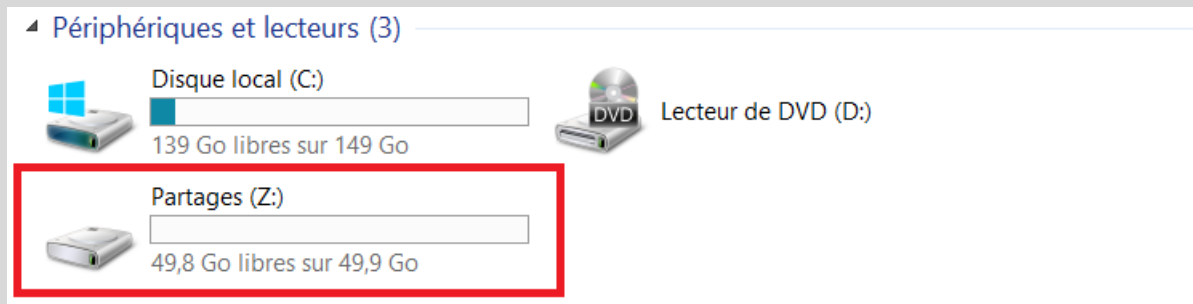 Périphériques et lecteurs (3)
Disque local (C:)
139 Go libres sur 149 Go
DVD
Lecteur de DVD (D:)
Partages (Z:)
49,8 Go libres sur 49,9 Go